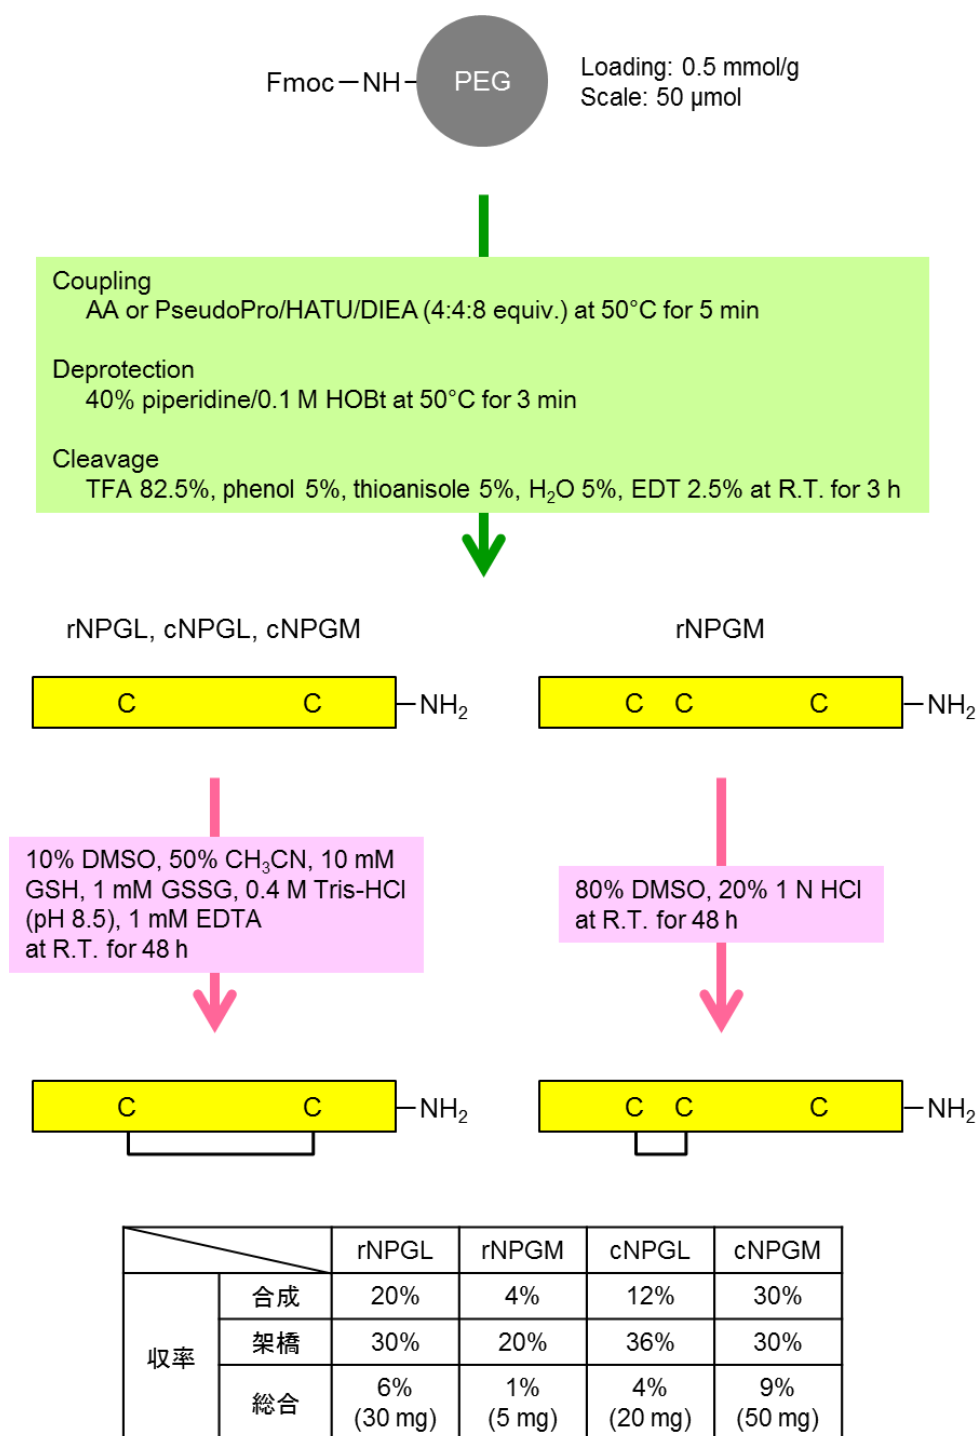 Fmoc－NH－ PEG
Loading: 0.5 mmol/g
Scale: 50 µmol
Coupling
AA or PseudoPro/HATU/DIEA (4:4:8 equiv.) at 50°C for 5 min
Deprotection
40% piperidine/0.1 M HOBt at 50°C for 3 min
Cleavage
TFA 82.5%, phenol 5%, thioanisole 5%, H₂O 5%, EDT 2.5% at R.T. for 3 h
rNPGL, cNPGL, cNPGM
C C －NH₂
rNPGM
C C C －NH₂
10% DMSO, 50% CH₃CN, 10 mM
GSH, 1 mM GSSG, 0.4 M Tris-HCl
(pH 8.5), 1 mM EDTA
at R.T. for 48 h
80% DMSO, 20% 1 N HCl
at R.T. for 48 h
C C －NH₂
C C C －NH₂
rNPGL rNPGM cNPGL cNPGM
収率
合成 20% 4% 12% 30%
架橋 30% 20% 36% 30%
総合 6% 1% 4% 9%
(30 mg) (5 mg) (20 mg) (50 mg)